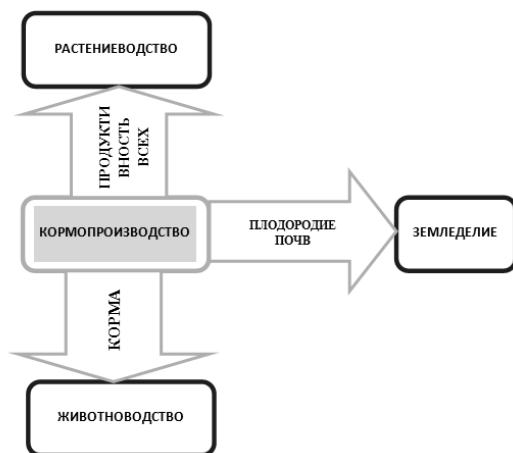 РАСТЕНИЕВОДСТВО
ПРОДУКТИ
ВНОСТЬ
ВСЕХ
КОРМОПРОИЗВОДСТВО
ПЛОДОРОДИЕ
ПОЧВ
ЗЕМЛЕДЕЛИЕ
КОРМА
ЖИВОТНОВОДСТВО